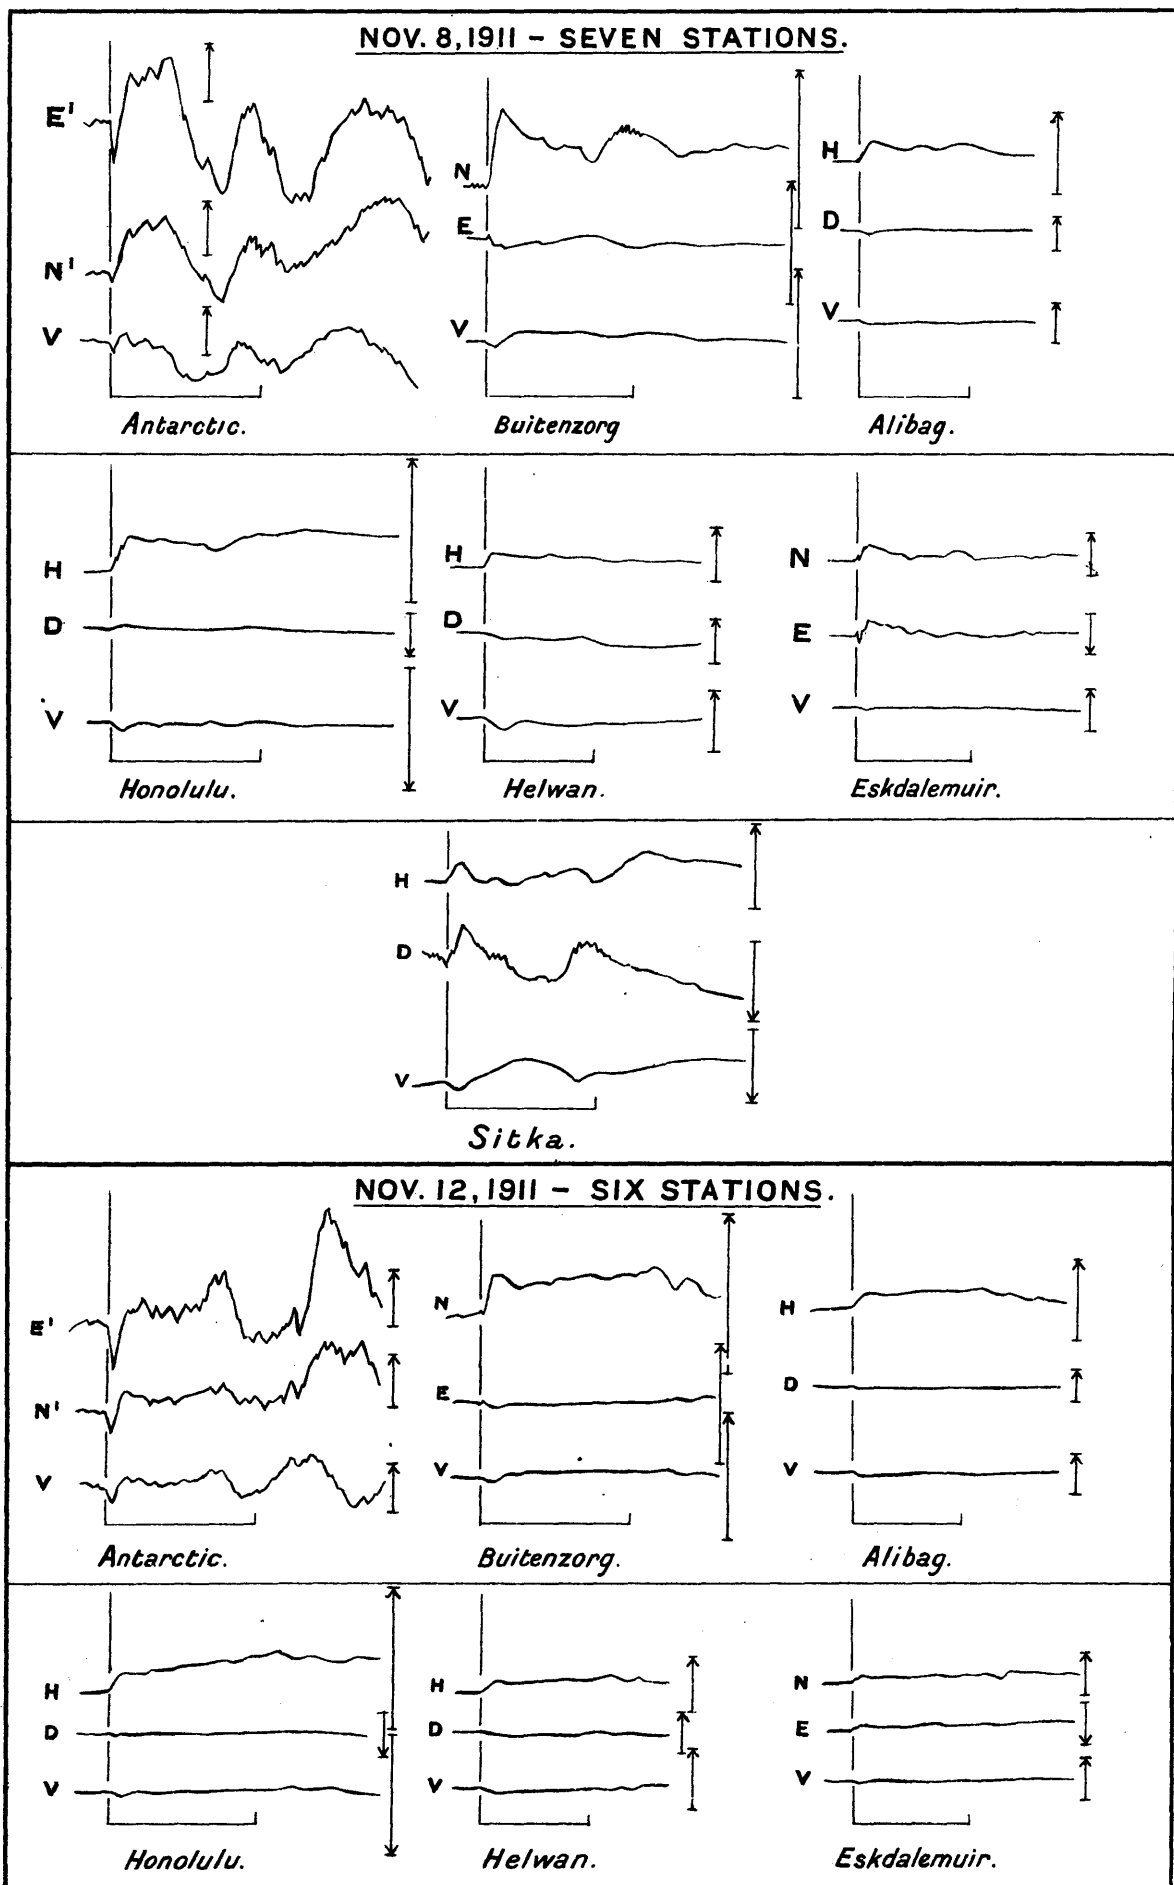 NOV. 8, 1911 – SEVEN STATIONS.
E'
N'
V
Antarctic.
N
E
V
Buitenzorg
H
D
V
Alibag.
H
D
V
Honolulu.
H
D
V
Helwan.
N
E
V
Eskdalemuir.
H
D
V
Sitka.
NOV. 12, 1911 – SIX STATIONS.
E'
N'
V
Antarctic.
N
E
V
Buitenzorg.
H
D
V
Alibag.
H
D
V
Honolulu.
H
D
V
Helwan.
N
E
V
Eskdalemuir.